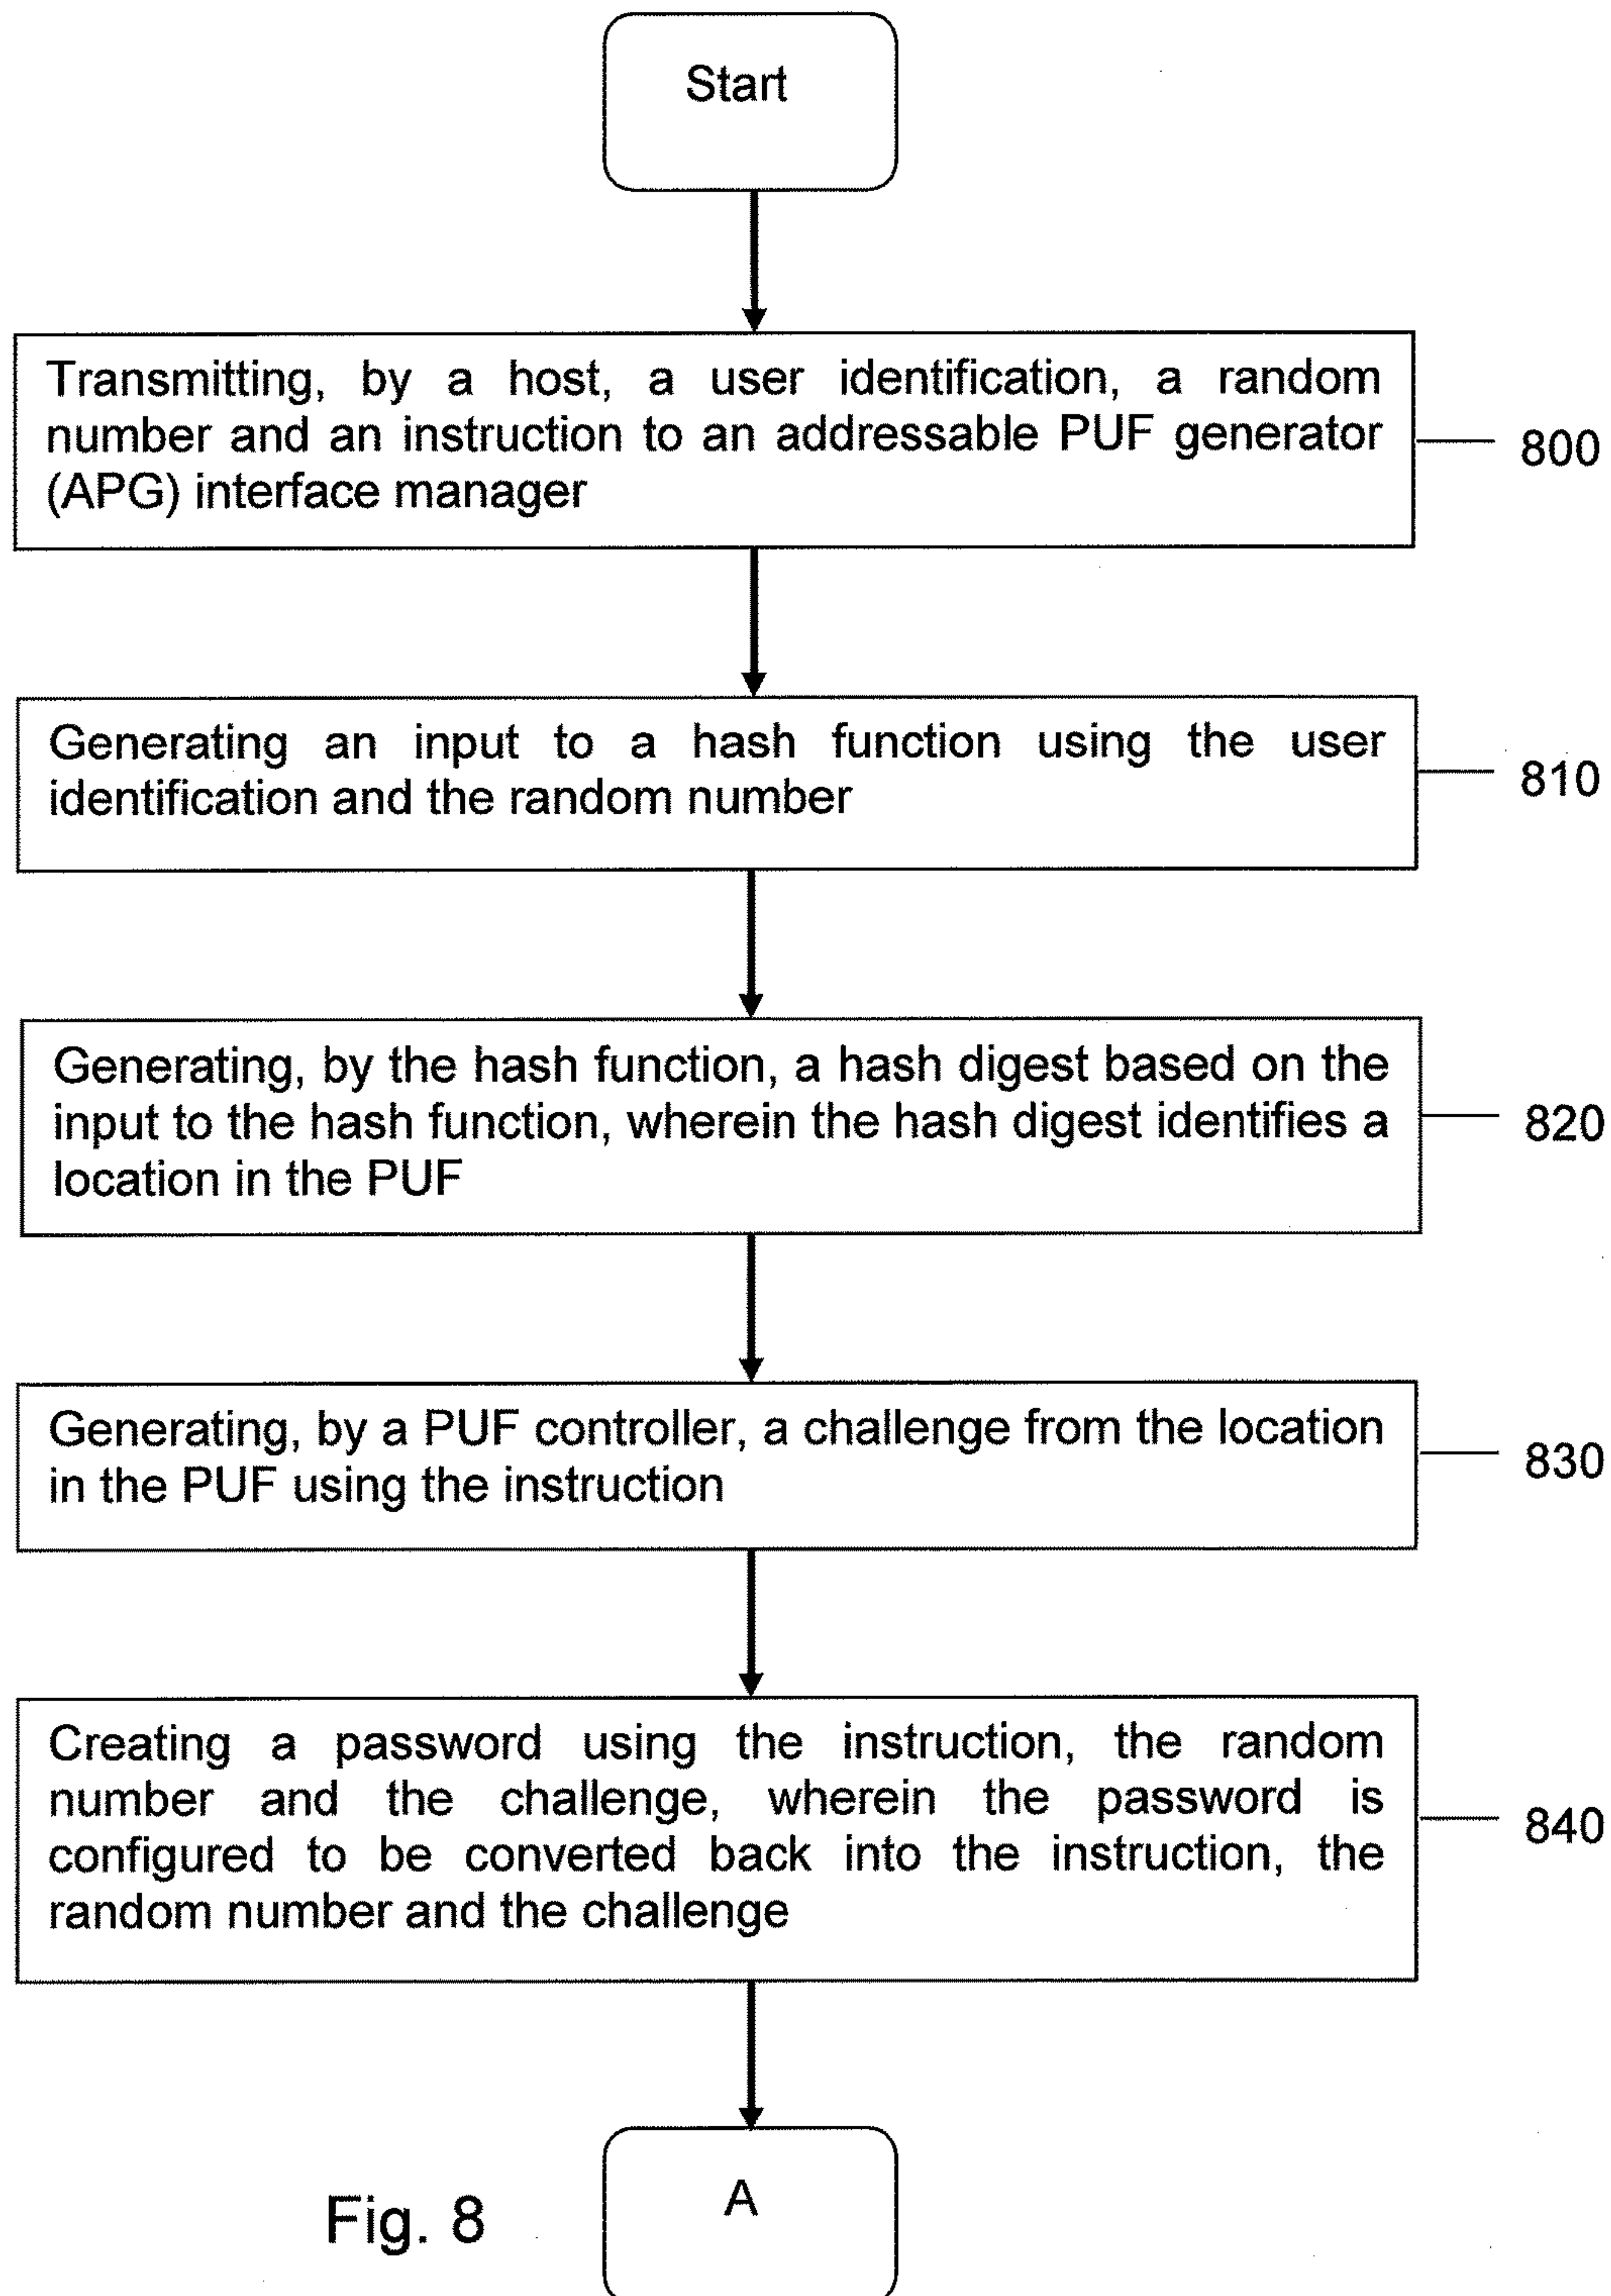 Start
Transmitting, by a host, a user identification, a random
number and an instruction to an addressable PUF generator
(APG) interface manager
800
Generating an input to a hash function using the user
identification and the random number
810
Generating, by the hash function, a hash digest based on the
input to the hash function, wherein the hash digest identifies a
location in the PUF
820
Generating, by a PUF controller, a challenge from the location
in the PUF using the instruction
830
Creating a password using the instruction, the random
number and the challenge, wherein the password is
configured to be converted back into the instruction, the
random number and the challenge
840
A
Fig. 8